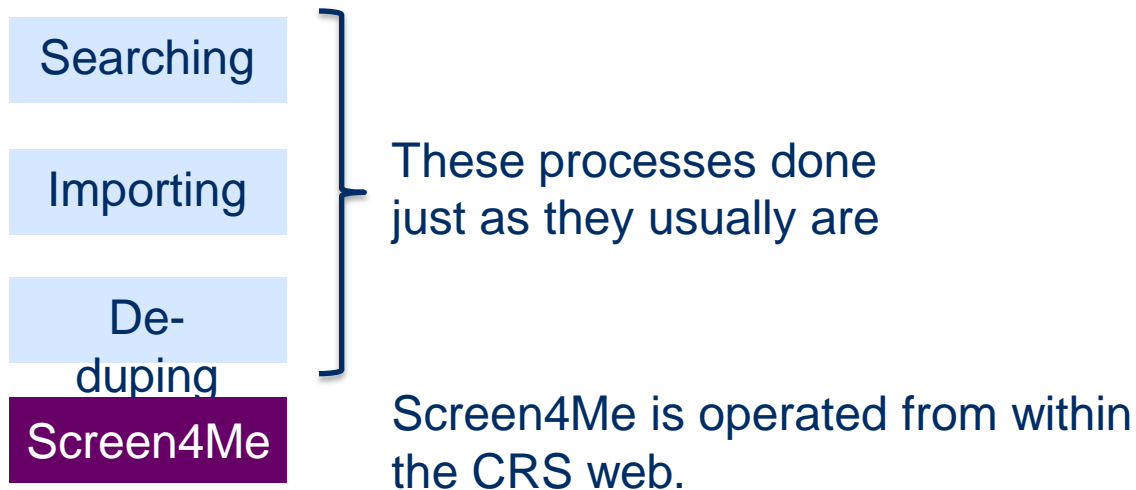 Searching
Importing
De-
duping
These processes done
just as they usually are
Screen4Me
Screen4Me is operated from within
the CRS web.